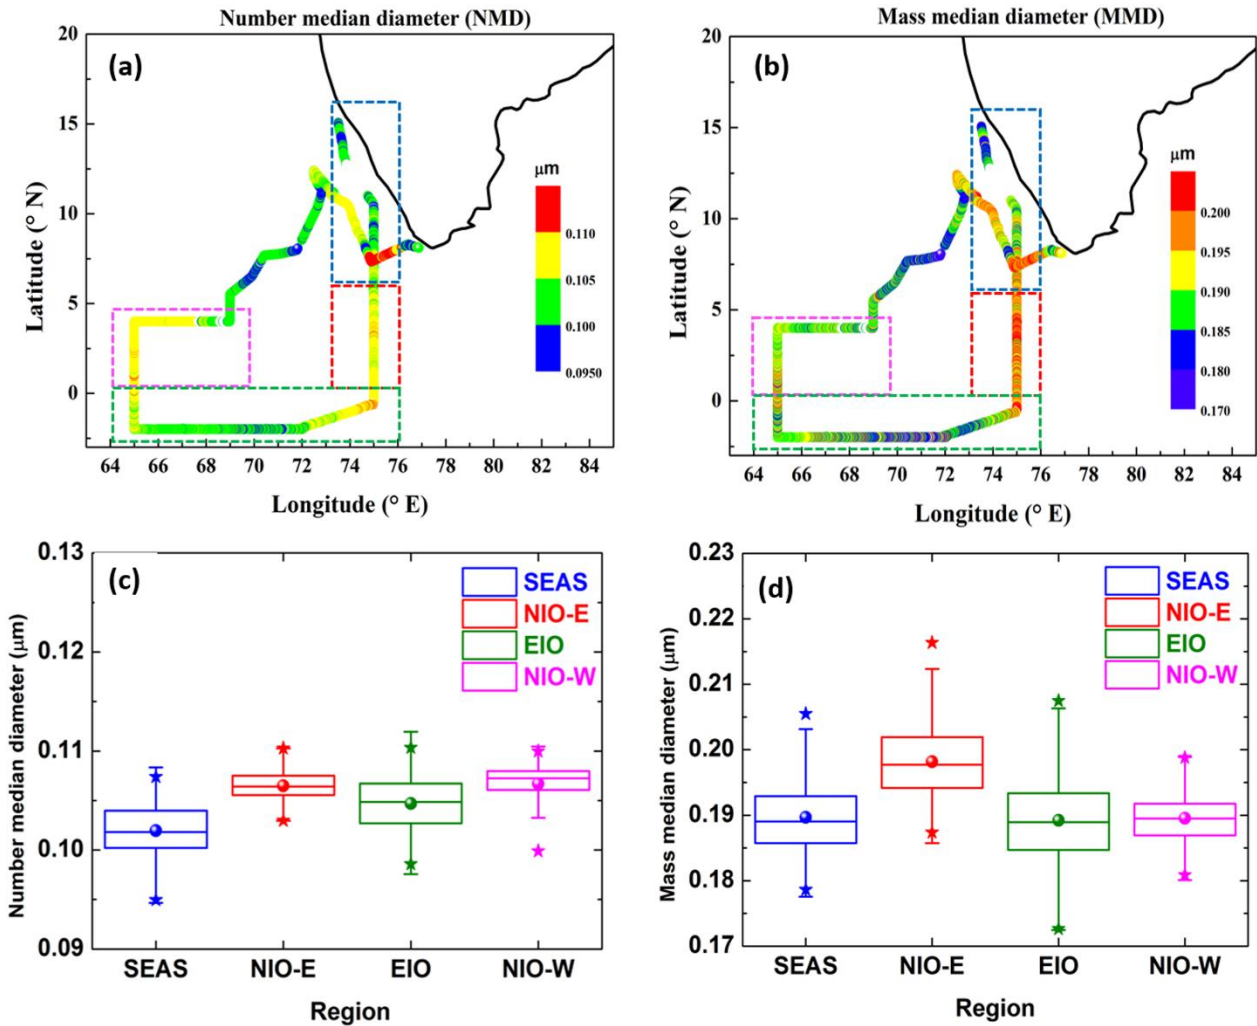 Number median diameter (NMD)
(a)
20
15
10
5
0
Latitude (° N)
64 66 68 70 72 74 76 78 80 82 84
Longitude (° E)
µm
0.110
0.105
0.100
0.0950
Mass median diameter (MMD)
(b)
20
15
10
5
0
Latitude (° N)
64 66 68 70 72 74 76 78 80 82 84
Longitude (° E)
µm
0.200
0.195
0.190
0.185
0.180
0.170
(c)
0.13
0.12
0.11
0.10
0.09
Number median diameter (µm)
SEAS
NIO-E
EIO
NIO-W
SEAS NIO-E EIO NIO-W
Region
(d)
0.23
0.22
0.21
0.20
0.19
0.18
0.17
Mass median diameter (µm)
SEAS
NIO-E
EIO
NIO-W
SEAS NIO-E EIO NIO-W
Region